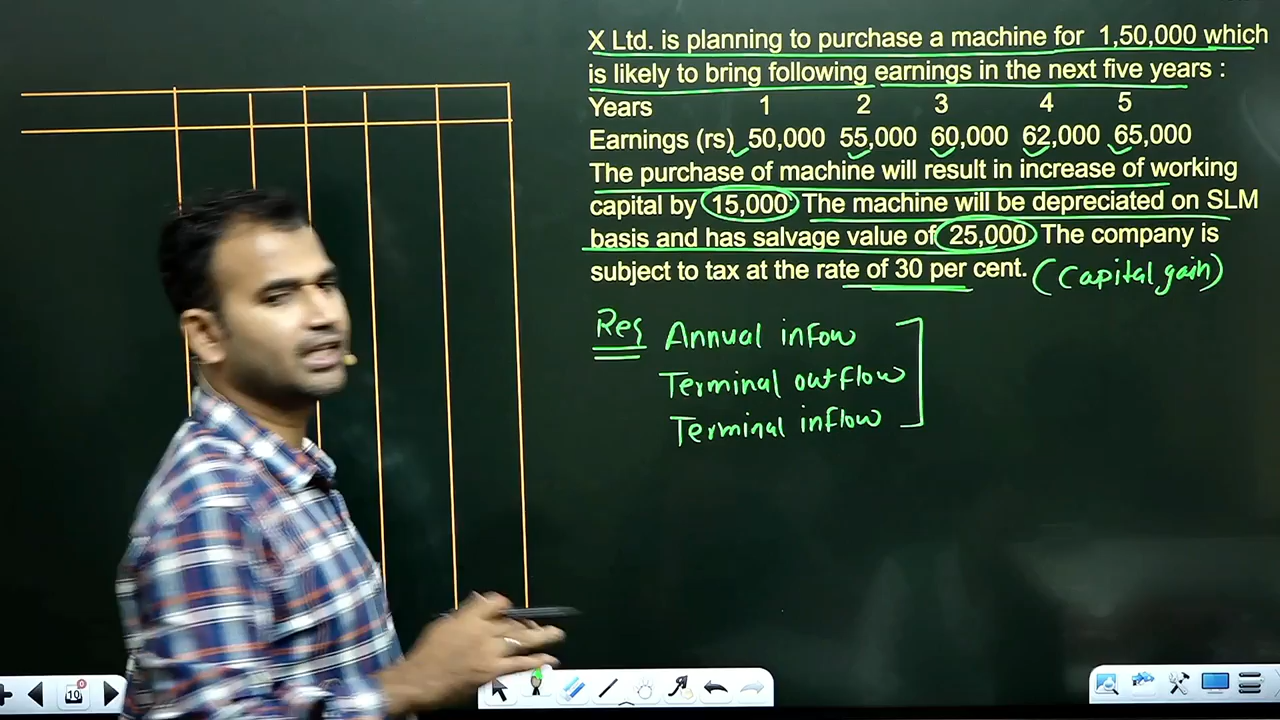 X Ltd. is planning to purchase a machine for 1,50,000 which
is likely to bring following earnings in the next five years :
Years 1 2 3 4 5
Earnings (rs) 50,000 55,000 60,000 62,000 65,000
The purchase of machine will result in increase of working
capital by 15,000. The machine will be depreciated on SLM
basis and has salvage value of 25,000 The company is
subject to tax at the rate of 30 per cent. (Capital gain)
Req Annual infow
Terminal outflow
Terminal inflow
10
0